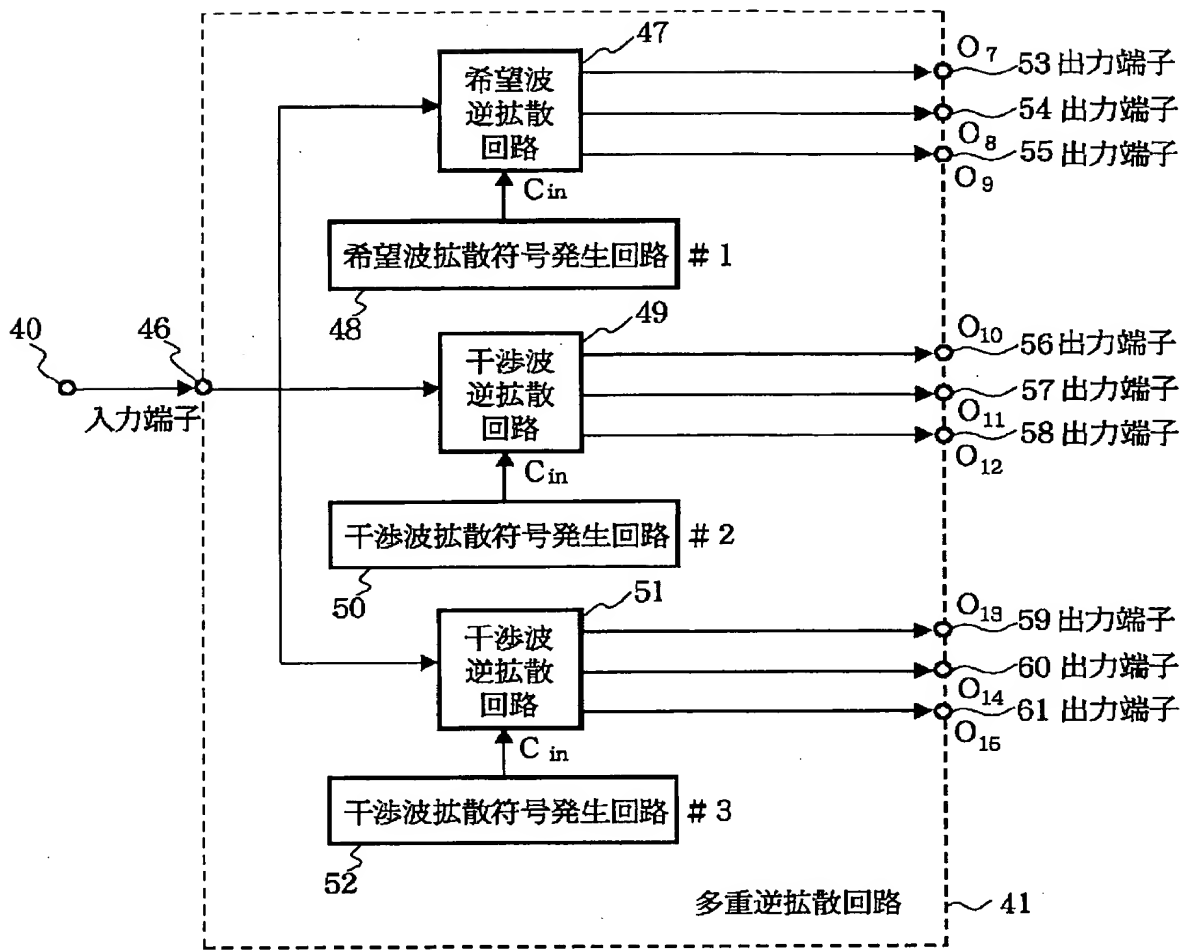 47
希望波
逆拡散
回路
O7
53 出力端子
54 出力端子
O8
55 出力端子
O9
Cin
希望波拡散符号発生回路 #1
48
40
46
入力端子
49
干渉波
逆拡散
回路
O10
56 出力端子
57 出力端子
O11
58 出力端子
O12
Cin
干渉波拡散符号発生回路 #2
50
51
干渉波
逆拡散
回路
O13
59 出力端子
60 出力端子
O14
61 出力端子
O15
Cin
干渉波拡散符号発生回路 #3
52
多重逆拡散回路
41